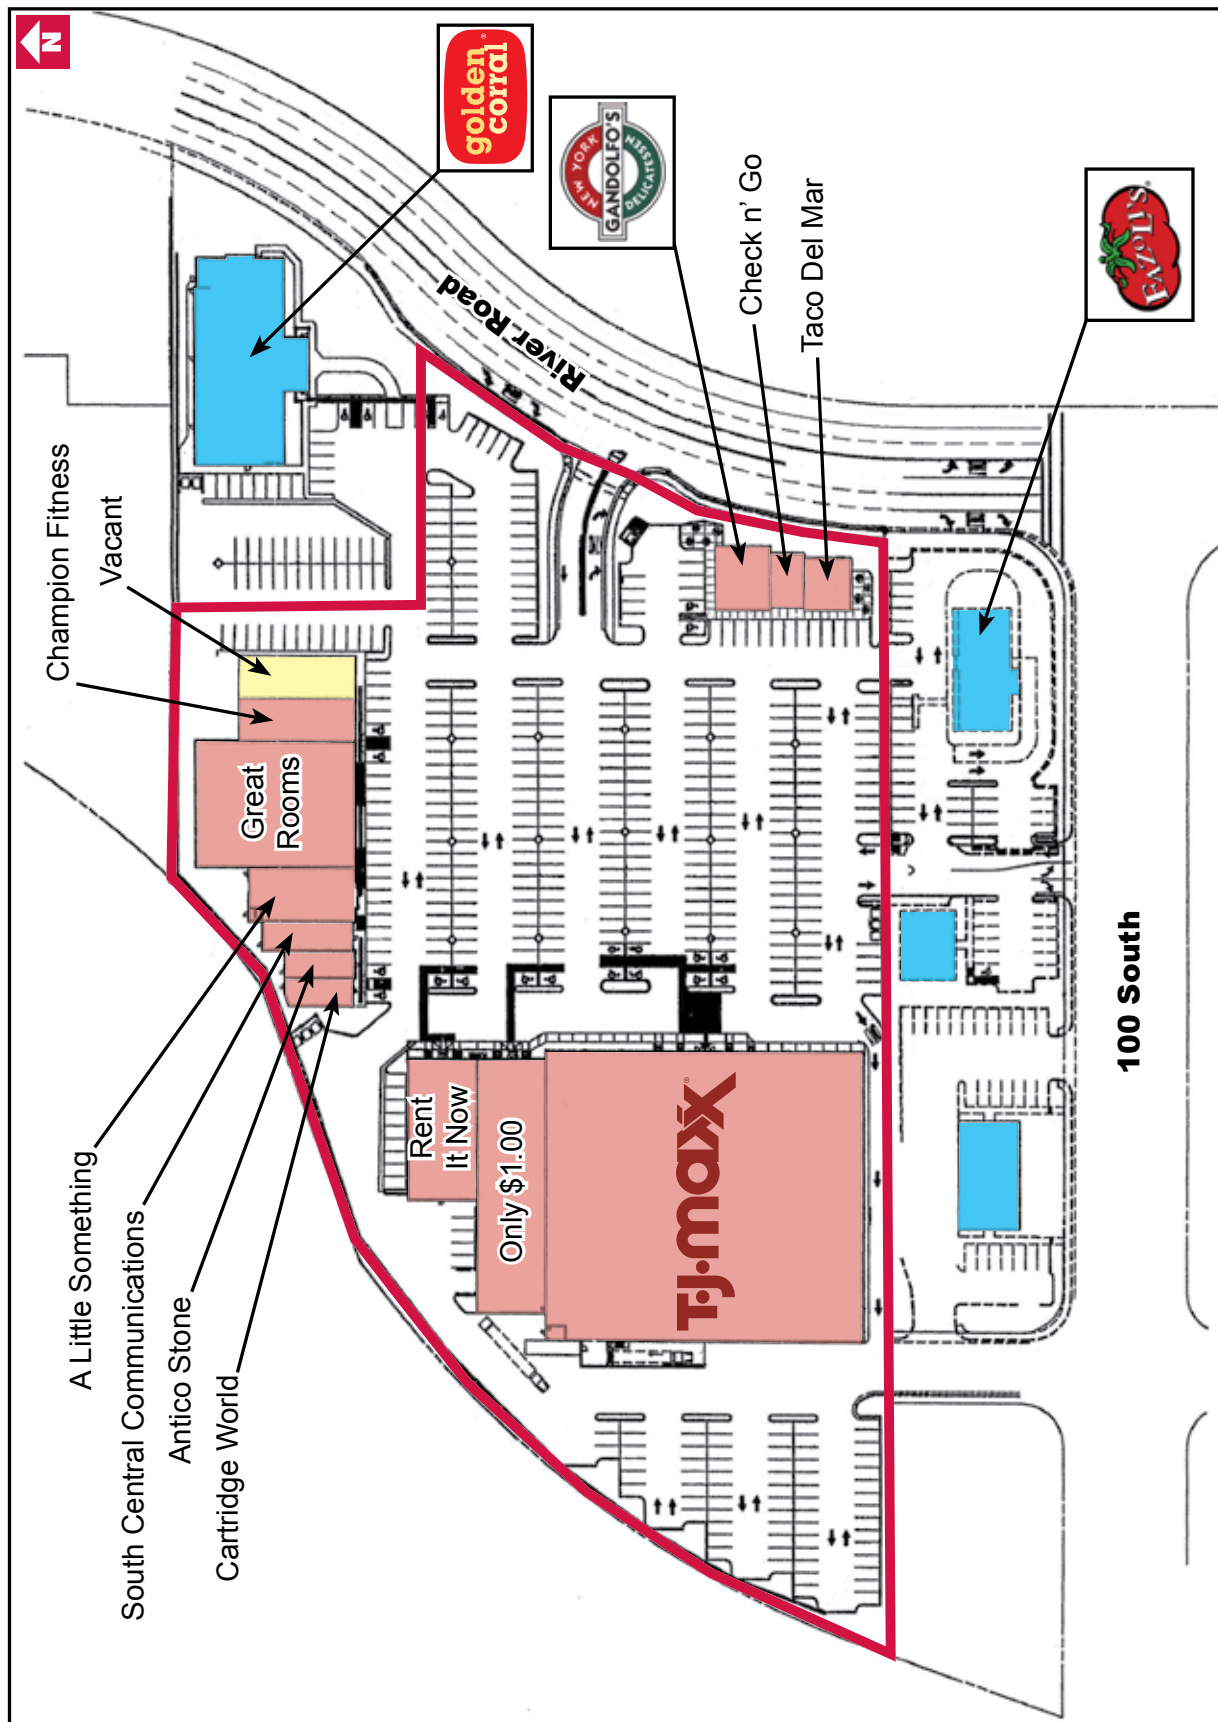 N
A Little Something
South Central Communications
Antico Stone
Cartridge World
Champion Fitness
Vacant
golden
corral
NEW YORK
GANDOLFO'S
DELICATESSEN
Check n' Go
Taco Del Mar
FAZOLI'S
River Road
Great
Rooms
Rent
It Now
Only $1.00
T·J·maxx
100 South